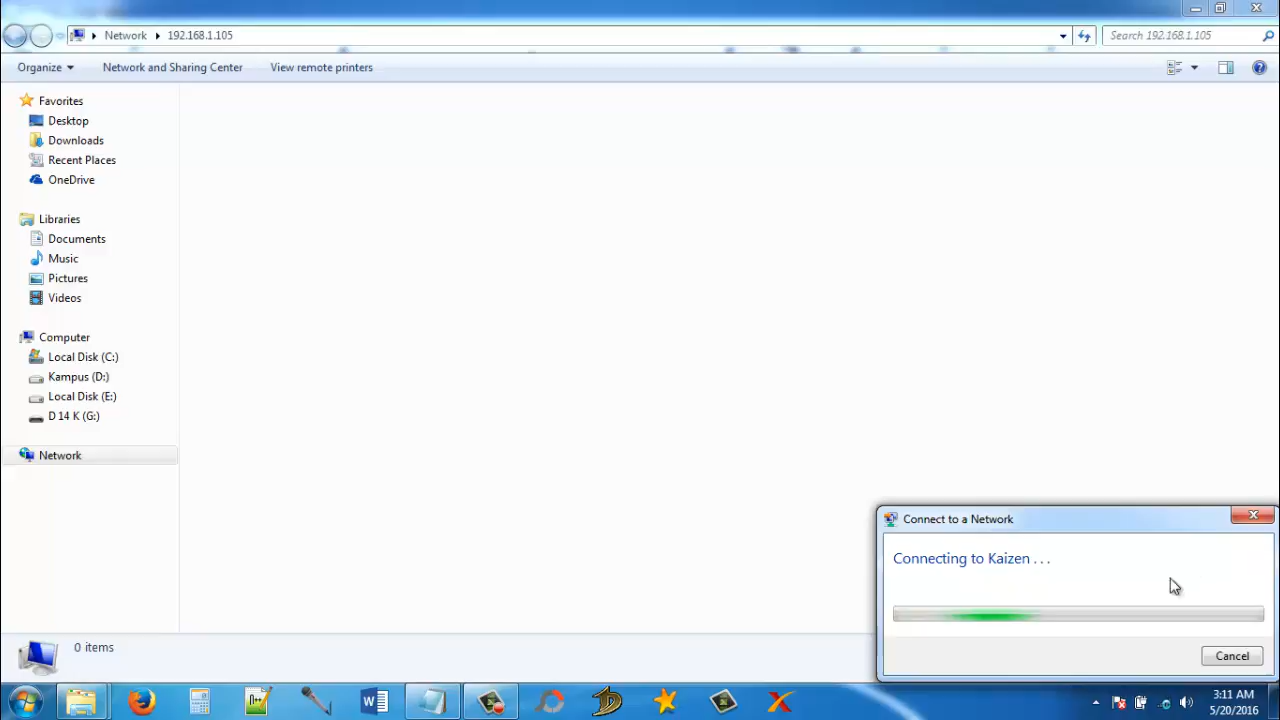 Network 192.168.1.105
Search 192.168.1.105
Organize Network and Sharing Center View remote printers
Favorites
Desktop
Downloads
Recent Places
OneDrive
Libraries
Documents
Music
Pictures
Videos
Computer
Local Disk (C:)
Kampus (D:)
Local Disk (E:)
D 14 K (G:)
Network
0 items
Connect to a Network
Connecting to Kaizen . . .
Cancel
3:11 AM
5/20/2016